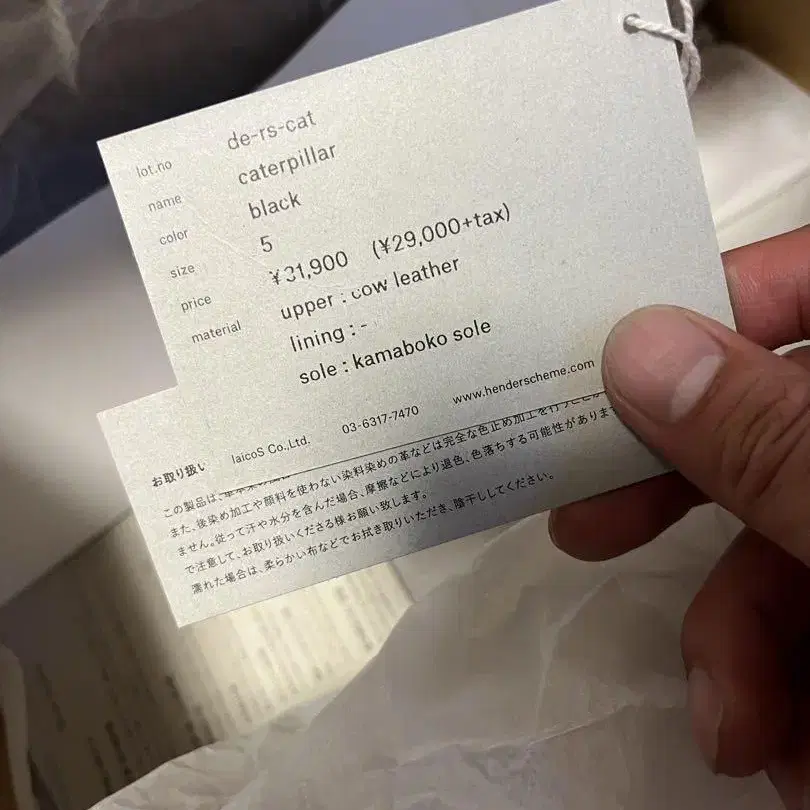 lot.no de-rs-cat
name caterpillar
color black
size 5
price ¥31,900 (¥29,000+tax)
material upper : cow leather
lining : -
sole : kamaboko sole
laicoS Co.,Ltd. 03-6317-7470 www.henderscheme.com
お取り扱い
この製品は、染料染めの革などは完全な色止め加工を行う
また、後染め加工や顔料を使わない
ません。従って汗や水分を含んだ場合、摩擦などにより退色、色落ちする可能性があります
で注意して、お取り扱いくださる様お願い致します。
濡れた場合は、柔らかい布などでお拭き取りいただき、陰干ししてください。